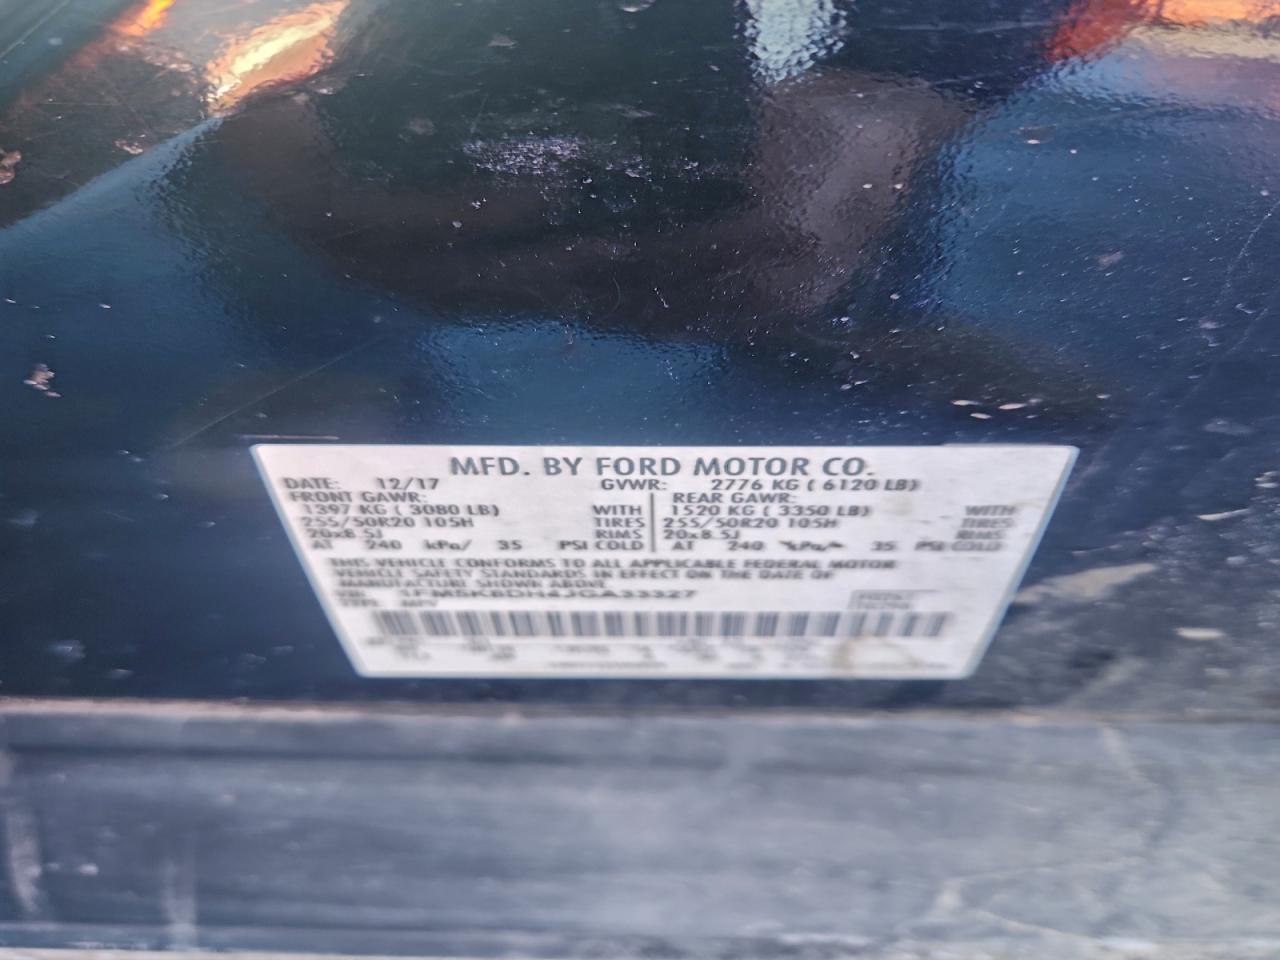 MFD. BY FORD MOTOR CO.
DATE: 12/17 GVWR: 2776 KG ( 6120 LB)
FRONT GAWR: REAR GAWR:
1397 KG ( 3080 LB) WITH 1520 KG ( 3350 LB) WITH
255/50R20 105H TIRES 255/50R20 105H TIRES
20x8.5J RIMS 20x8.5J RIMS
AT 240 kPa/ 35 PSI COLD AT 240 kPa/ 35 PSI COLD
THIS VEHICLE CONFORMS TO ALL APPLICABLE FEDERAL MOTOR
VEHICLE SAFETY STANDARDS IN EFFECT ON THE DATE OF
MANUFACTURE SHOWN ABOVE.
VIN: 1FM5K8DH4JGA33327
TYPE: MPV